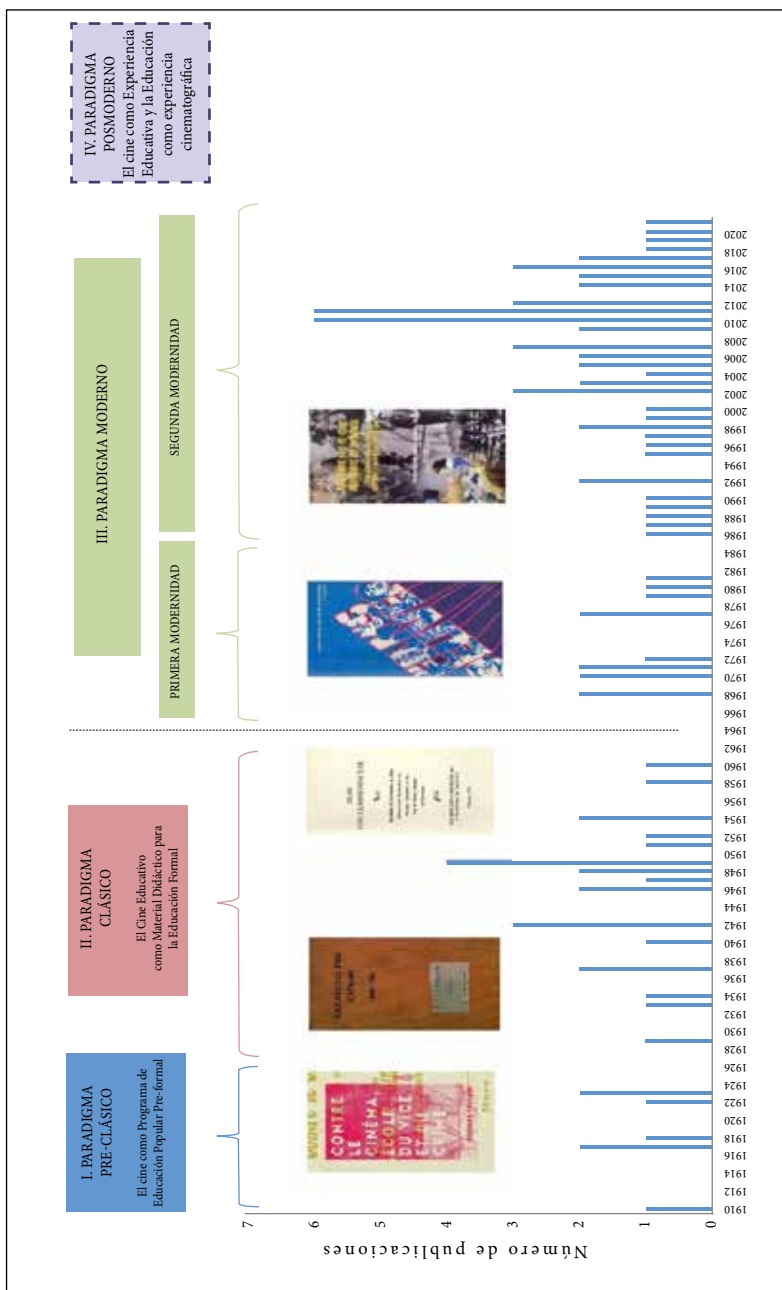 I. PARADIGMA
PRE-CLÁSICO
El cine como Programa de
Educación Popular Pre-formal
II. PARADIGMA
CLÁSICO
El Cine Educativo
como Material Didáctico para
la Educación Formal
III. PARADIGMA MODERNO
PRIMERA MODERNIDAD
SEGUNDA MODERNIDAD
IV. PARADIGMA
POSMODERNO
El cine como Experiencia
Educativa y la Educación
como experiencia
cinematográfica
CONTRE
LE
CINÉMA,
ÉCOLE
DU VICE
ET DU
CRIME
Número de publicaciones
7
6
5
4
3
2
1
0
1910
1912
1914
1916
1918
1920
1922
1924
1926
1928
1930
1932
1934
1936
1938
1940
1942
1944
1946
1948
1950
1952
1954
1956
1958
1960
1962
1964
1966
1968
1970
1972
1974
1976
1978
1980
1982
1984
1986
1988
1990
1992
1994
1996
1998
2000
2002
2004
2006
2008
2010
2012
2014
2016
2018
2020